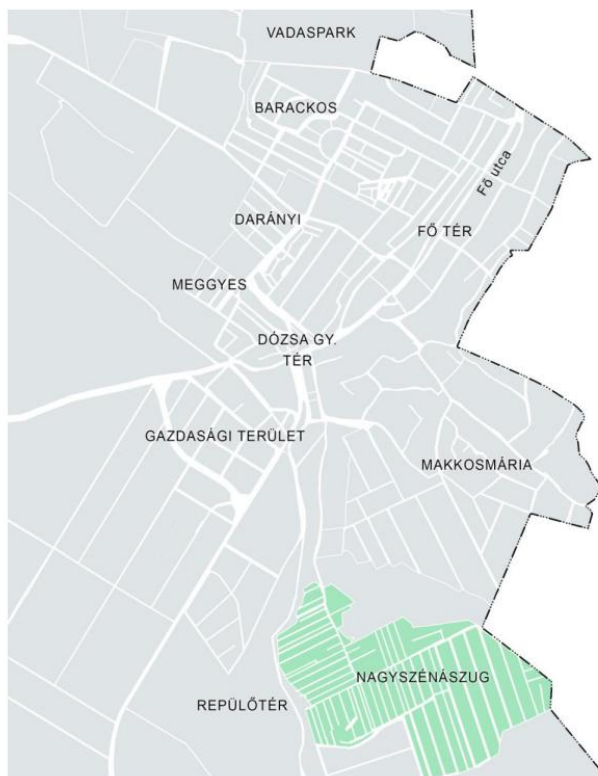 VADASPARK
BARACKOS
Fő utca
DARÁNYI
FŐ TÉR
MEGGYES
DÓZSA GY.
TÉR
GAZDASÁGI TERÜLET
MAKKOSMÁRIA
NAGYSZÉNÁSZUG
REPÜLŐTÉR